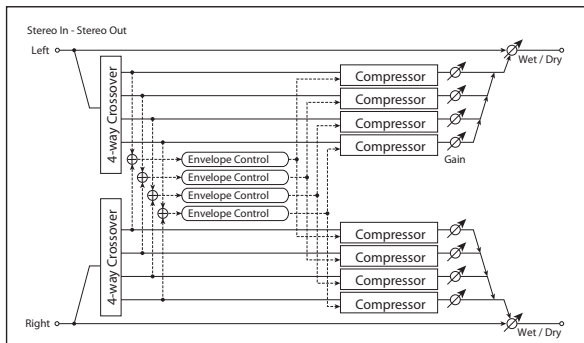 Stereo In - Stereo Out
Left
Wet / Dry
4-way Crossover
Compressor
Compressor
Compressor
Compressor
Gain
Envelope Control
Envelope Control
Envelope Control
Envelope Control
4-way Crossover
Compressor
Compressor
Compressor
Compressor
Right
Wet / Dry